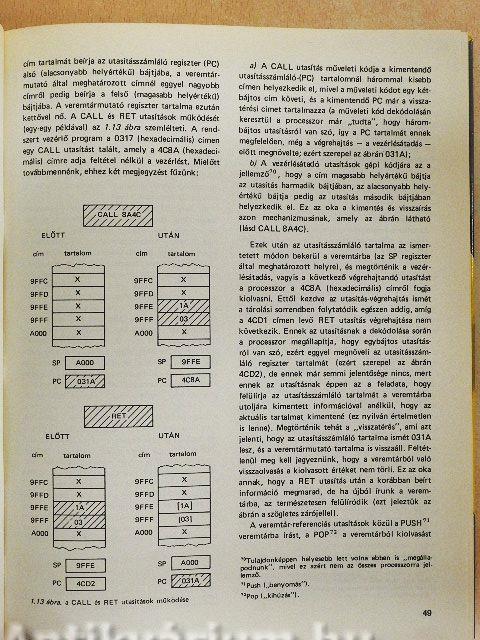 cím tartalmát beírja az utasításszámláló regiszter (PC)
alsó (alacsonyabb helyértékű) bájtjába, a veremtár-
mutató által meghatározott címnél eggyel nagyobb
címről pedig beírja a felső (magasabb helyértékű)
bájtjába. A veremtármutató regiszter tartalma ezután
kettővel nő. A CALL és RET utasítások működését
(egy-egy példával) az 1.13 ábra szemlélteti. A rend-
szert vezérlő program a 0317 (hexadecimális) címen
egy CALL utasítást talált, amely a 4C8A (hexadeci-
mális) címre adja feltétel nélkül a vezérlést. Mielőtt
továbbmennénk, ehhez két megjegyzést fűzünk:
CALL 8A4C
ELŐTT UTÁN
cím tartalom cím tartalom
9FFC X 9FFC X
9FFD X 9FFD X
9FFE X 9FFE 1A
9FFF X 9FFF 03
A000 X A000 X
SP A000 SP 9FFE
PC 031A PC 4C8A
RET
ELŐTT UTÁN
cím tartalom cím tartalom
9FFC X 9FFC X
9FFD X 9FFD X
9FFE 1A 9FFE [1A]
9FFF 03 9FFF [03]
A000 X A000 X
SP 9FFE SP A000
PC 4CD2 PC 031A
1.13 ábra. a CALL és RET utasítások működése
a) A CALL utasítás műveleti kódja a kimentendő
utasításszámláló-(PC) tartalomnál hárommal kisebb
címen helyezkedik el, mivel a műveleti kódot egy két-
bájtos cím követi, és a kimentendő PC már a vissza-
térési címet tartalmazza (a műveleti kód dekódolásán
keresztül a processzor már „tudta", hogy három-
bájtos utasításról van szó, így a PC tartalmát ennek
megfelelően, még a végrehajtás — a vezérlésátadás —
előtt megnövelte; ezért szerepel az ábrán 031A);
b) A vezérlésátadó utasítások gépi kódjára az a
jellemző⁷⁰, hogy a cím magasabb helyértékű bájtja
az utasítás harmadik bájtjában, az alacsonyabb hely-
értékű bájtja pedig az utasítás második bájtjában
helyezkedik el. Ez az oka a kimentés és visszaírás
azon mechanizmusának, amely az ábrán látható
(lásd CALL 8A4C).
Ezek után az utasításszámláló tartalma az ismer-
tetett módon bekerül a veremtárba (az SP regiszter
által meghatározott helyre), és megtörténik a vezér-
lésátadás, vagyis a következő végrehajtandó utasítást
a processzor a 4C8A (hexadecimális) címről fogja
kiolvasni. Ettől kezdve az utasítás-végrehajtás ismét
a tárolási sorrendben folytatódik egészen addig, amíg
a 4CD1 címen levő RET utasítás végrehajtása nem
következik. Ennek az utasításnak a dekódolása során
a processzor megállapítja, hogy egybájtos utasítás-
ról van szó, ezért eggyel megnöveli az utasításszám-
láló regiszter tartalmát (ezért szerepel az ábrán
4CD2), de ennek már semmi jelentősége nincs, mert
ennek az utasításnak éppen az a feladata, hogy
felülírja az utasításszámláló tartalmát a veremtárba
utoljára kimentett információval anélkül, hogy az
aktuális tartalmat kimentené (ez nyilván értelmetlen
is lenne). Megtörténik tehát a „visszatérés", ami azt
jelenti, hogy az utasításszámláló tartalma ismét 031A
lesz, és a veremtármutató tartalma is visszaáll. Feltét-
lenül meg kell jegyeznünk, hogy a veremtárból való
visszaolvasás a kiolvasott értéket nem törli. Ez az oka
annak, hogy a RET utasítás után a korábban beírt
információ megmarad, de ha újból írunk a verem-
tárba, az természetesen felülíródik (ezt jeleztük az
ábrán a szögletes zárójellel).
A veremtár-referenciás utasítások közül a PUSH⁷¹
veremtárba írást, a POP⁷² a veremtárból kiolvasást
⁷⁰Tulajdonképpen helyesebb lett volna ebben is „megálla-
podnunk", mivel ez azért nem az összes processzorra jel-
lemző.
⁷¹Push („benyomás").
⁷²Pop („kihúzás").
49